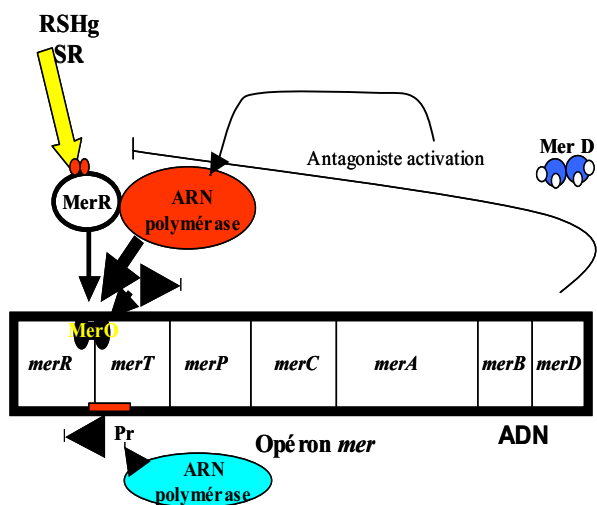 RSHg
SR
Mer D
Antagoniste activation
MerR
ARN
polymérase
MerO
merR merT merP merC merA merB merD
Pr
Opéron mer
ADN
ARN
polymérase